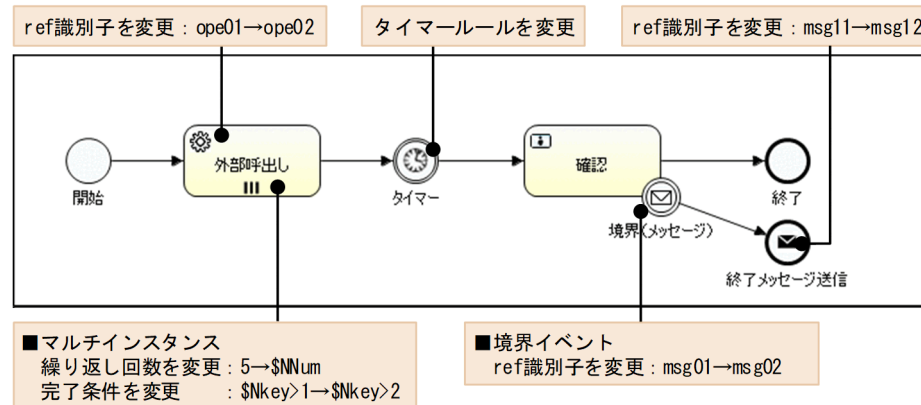 ref識別子を変更：ope01→ope02
タイマールールを変更
ref識別子を変更：msg11→msg12
開始
外部呼出し
タイマー
確認
境界(メッセージ)
終了
終了メッセージ送信
■マルチインスタンス
繰り返し回数を変更：5→$NNum
完了条件を変更　　：$Nkey>1→$Nkey>2
■境界イベント
ref識別子を変更：msg01→msg02